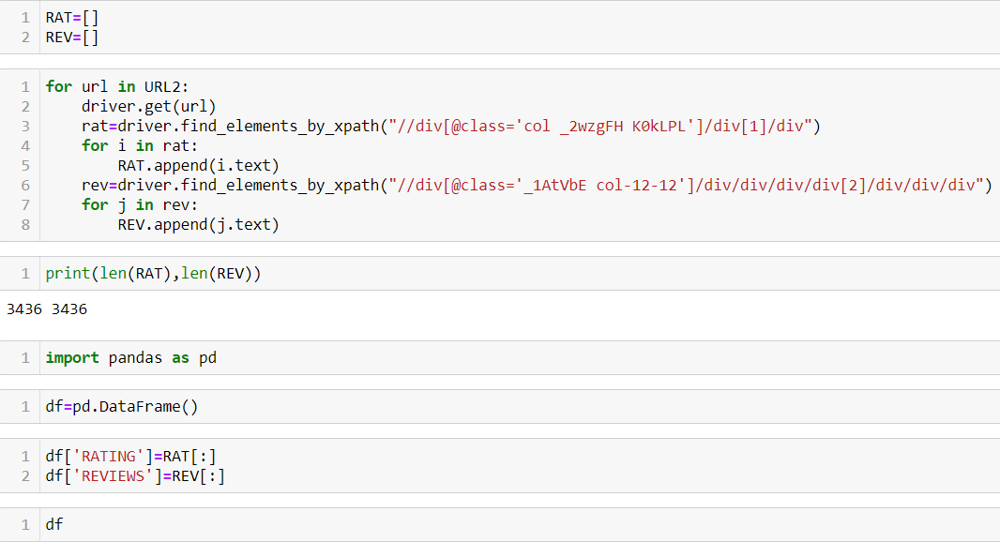 1 RAT=[]
2 REV=[]
1 for url in URL2:
2     driver.get(url)
3     rat=driver.find_elements_by_xpath("//div[@class='col _2wzgFH K0kLPL']/div[1]/div")
4     for i in rat:
5         RAT.append(i.text)
6     rev=driver.find_elements_by_xpath("//div[@class='_1AtVbE col-12-12']/div/div/div/div[2]/div/div/div")
7     for j in rev:
8         REV.append(j.text)
1 print(len(RAT),len(REV))
3436 3436
1 import pandas as pd
1 df=pd.DataFrame()
1 df['RATING']=RAT[:]
2 df['REVIEWS']=REV[:]
1 df